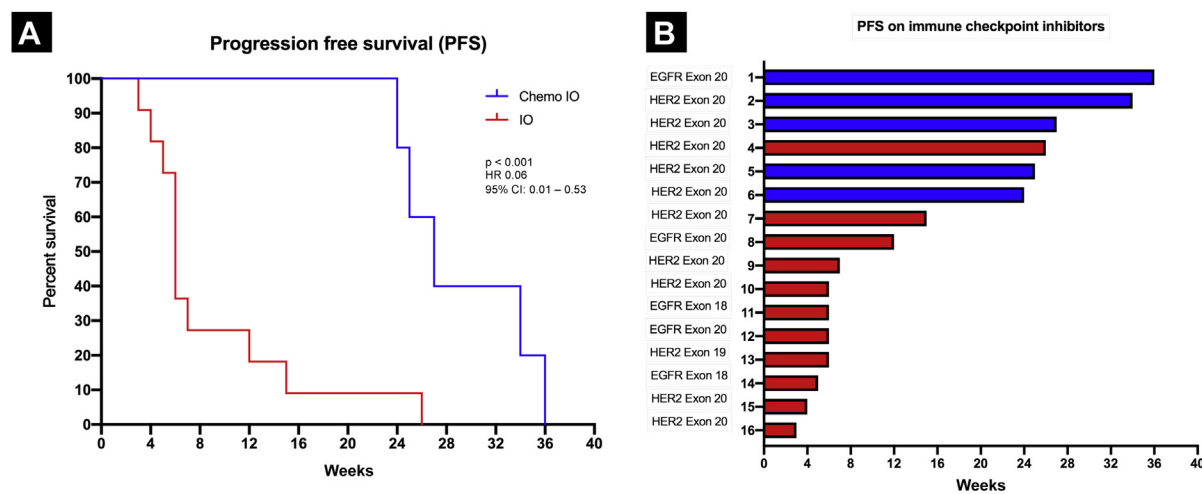 A
Progression free survival (PFS)
Percent survival
100
90
80
70
60
50
40
30
20
10
0
0 4 8 12 16 20 24 28 32 36 40
Weeks
Chemo IO
IO
p < 0.001
HR 0.06
95% CI: 0.01 – 0.53
B
PFS on immune checkpoint inhibitors
EGFR Exon 20 1
HER2 Exon 20 2
HER2 Exon 20 3
HER2 Exon 20 4
HER2 Exon 20 5
HER2 Exon 20 6
HER2 Exon 20 7
EGFR Exon 20 8
HER2 Exon 20 9
HER2 Exon 20 10
EGFR Exon 18 11
EGFR Exon 20 12
HER2 Exon 19 13
EGFR Exon 18 14
HER2 Exon 20 15
HER2 Exon 20 16
0 4 8 12 16 20 24 28 32 36 40
Weeks